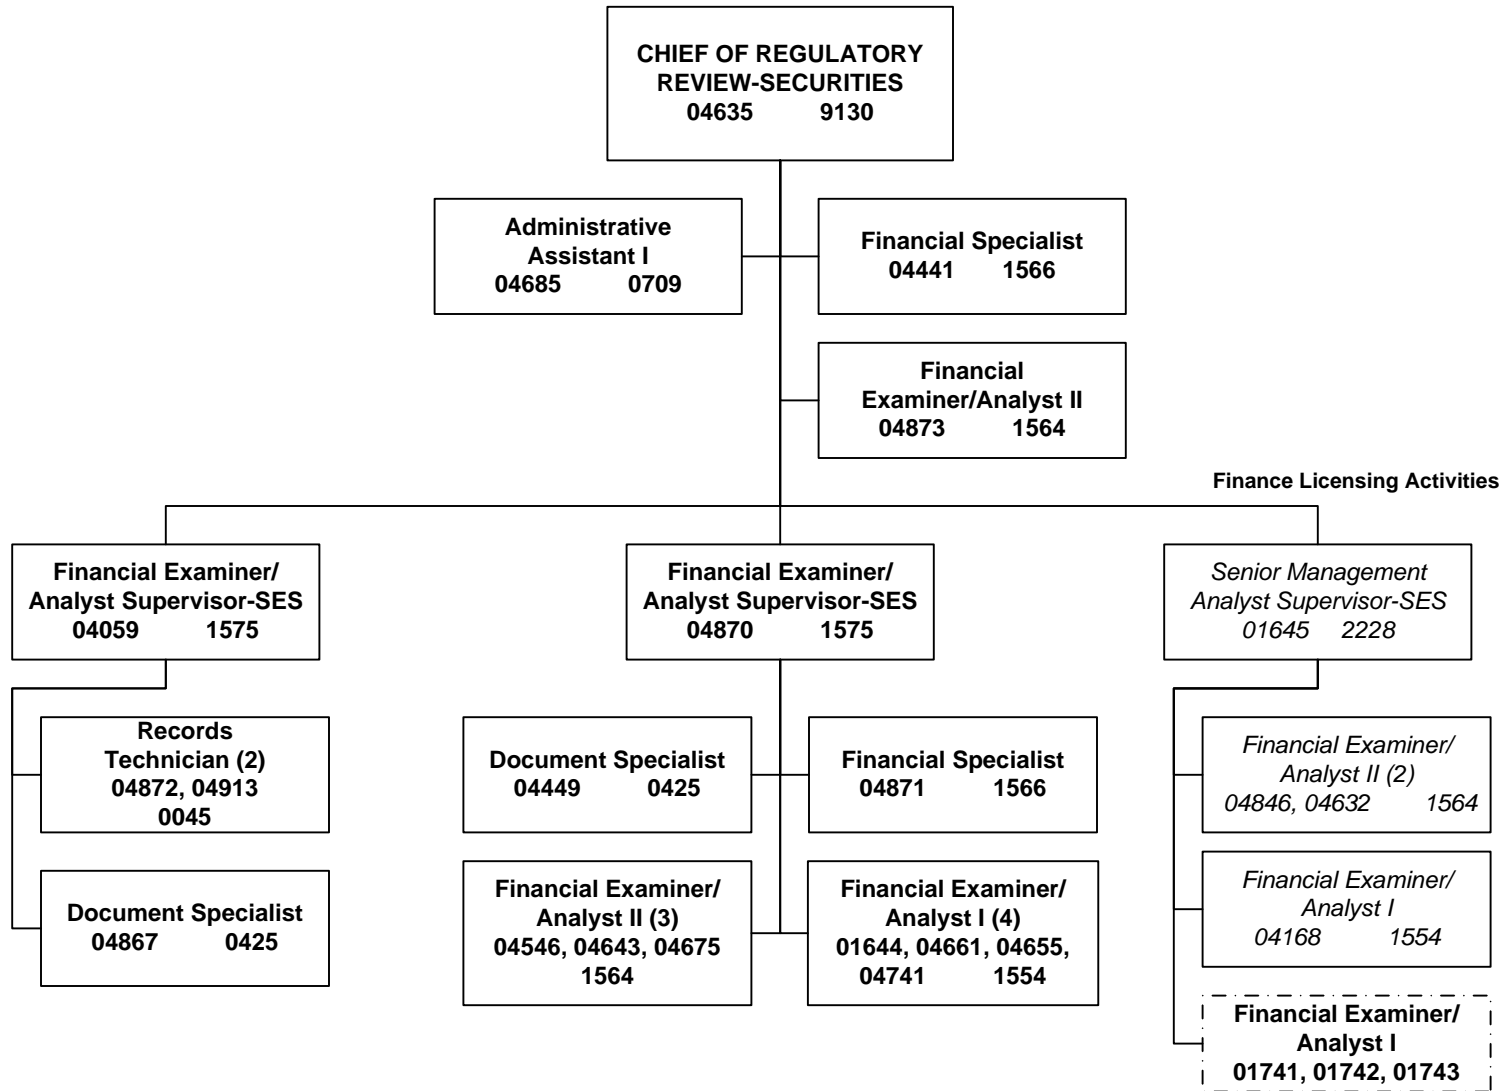 CHIEF OF REGULATORY
REVIEW-SECURITIES
04635 9130
Administrative
Assistant I
04685 0709
Financial Specialist
04441 1566
Financial
Examiner/Analyst II
04873 1564
Finance Licensing Activities
Financial Examiner/
Analyst Supervisor-SES
04059 1575
Financial Examiner/
Analyst Supervisor-SES
04870 1575
Senior Management
Analyst Supervisor-SES
01645 2228
Records
Technician (2)
04872, 04913
0045
Document Specialist
04449 0425
Financial Specialist
04871 1566
Financial Examiner/
Analyst II (2)
04846, 04632 1564
Document Specialist
04867 0425
Financial Examiner/
Analyst II (3)
04546, 04643, 04675
1564
Financial Examiner/
Analyst I (4)
01644, 04661, 04655,
04741 1554
Financial Examiner/
Analyst I
04168 1554
Financial Examiner/
Analyst I
01741, 01742, 01743